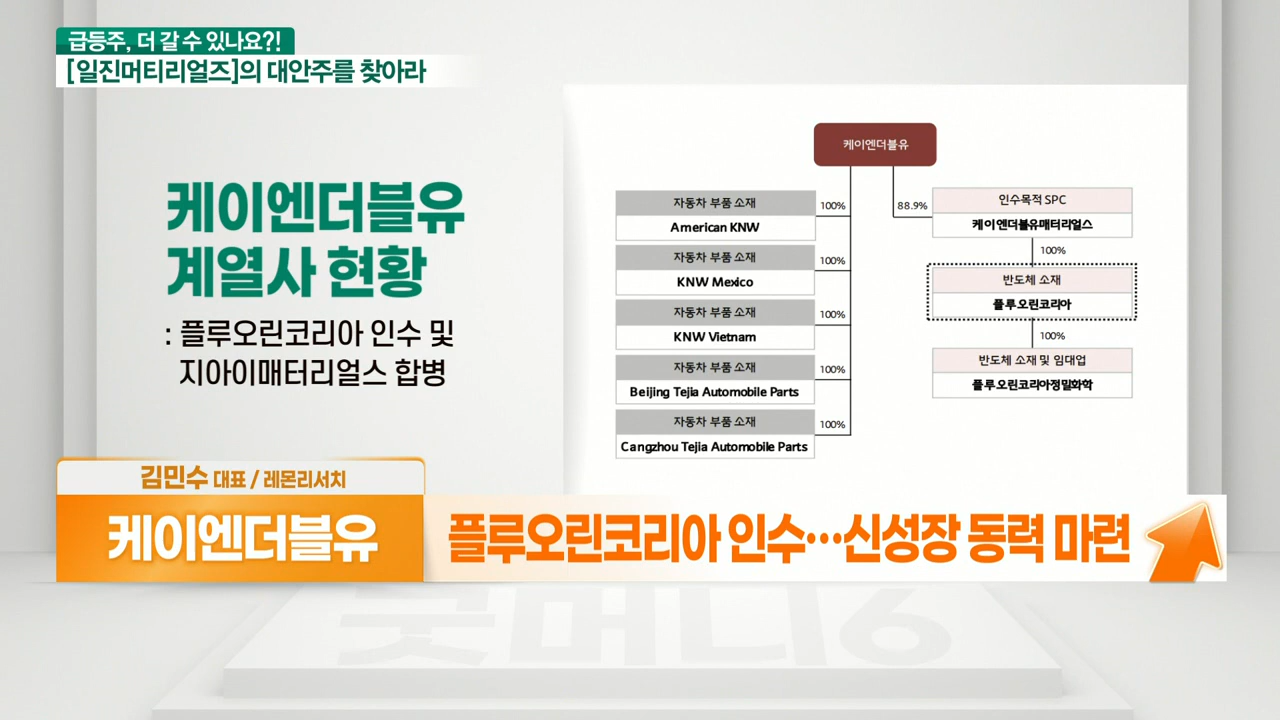 급등주, 더 갈 수 있나요?!
[일진머티리얼즈]의 대안주를 찾아라
케이엔더블유
계열사 현황
: 플루오린코리아 인수 및
지아이매터리얼스 합병
케이엔더블유
자동차 부품 소재
American KNW
100%
자동차 부품 소재
KNW Mexico
100%
자동차 부품 소재
KNW Vietnam
100%
자동차 부품 소재
Beijing Tejia Automobile Parts
100%
자동차 부품 소재
Cangzhou Tejia Automobile Parts
100%
88.9%
인수목적 SPC
케이엔더블유매터리얼스
100%
반도체 소재
플루오린코리아
100%
반도체 소재 및 임대업
플루오린코리아정밀화학
김민수 대표 / 레몬리서치
케이엔더블유
플루오린코리아 인수…신성장 동력 마련
굿머니6